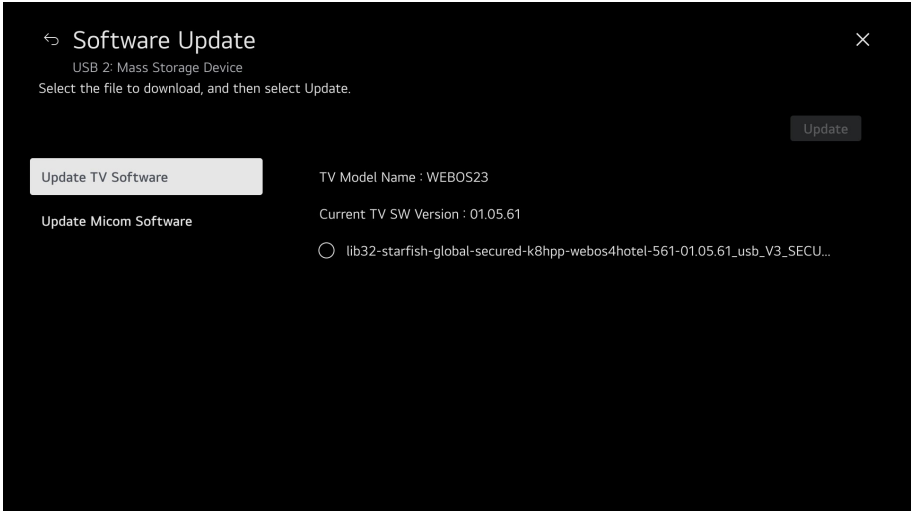 Software Update
USB 2: Mass Storage Device
Select the file to download, and then select Update.
Update
Update TV Software
Update Micom Software
TV Model Name : WEBOS23
Current TV SW Version : 01.05.61
lib32-starfish-global-secured-k8hpp-webos4hotel-561-01.05.61_usb_V3_SECU...